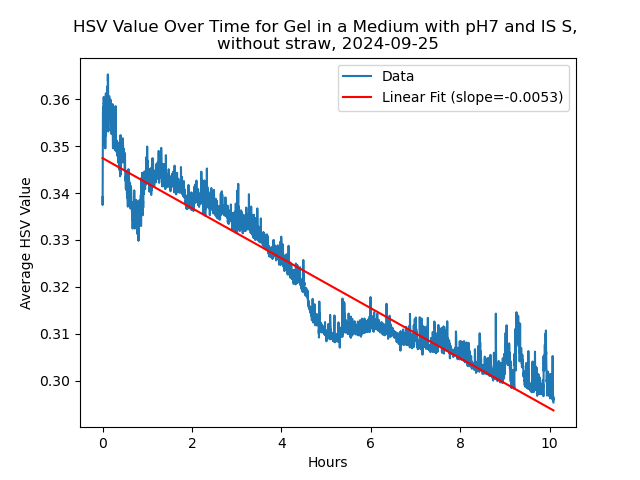 HSV Value Over Time for Gel in a Medium with pH7 and IS S,
without straw, 2024-09-25
Data
Linear Fit (slope=-0.0053)
0.36
0.35
0.34
0.33
0.32
0.31
0.30
Average HSV Value
0 2 4 6 8 10
Hours